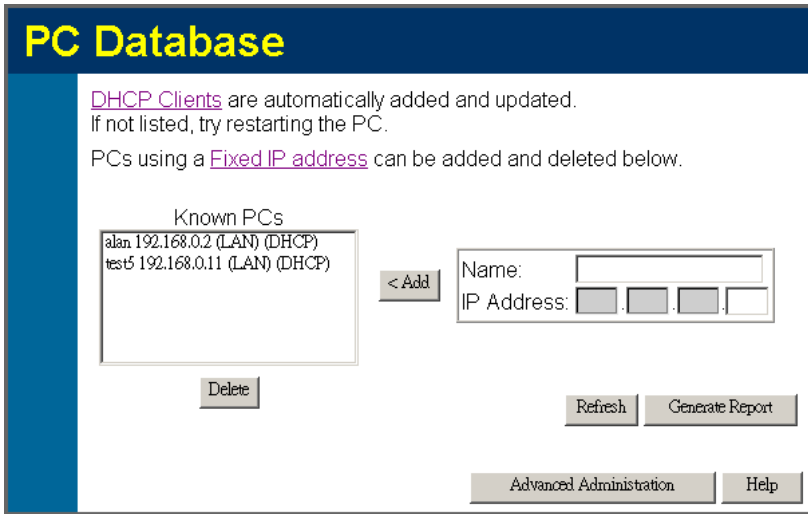 PC Database
DHCP Clients are automatically added and updated.
If not listed, try restarting the PC.
PCs using a Fixed IP address can be added and deleted below.
Known PCs
alan 192.168.0.2 (LAN) (DHCP)
test5 192.168.0.11 (LAN) (DHCP)
< Add
Name:
IP Address: . . .
Delete
Refresh
Generate Report
Advanced Administration
Help